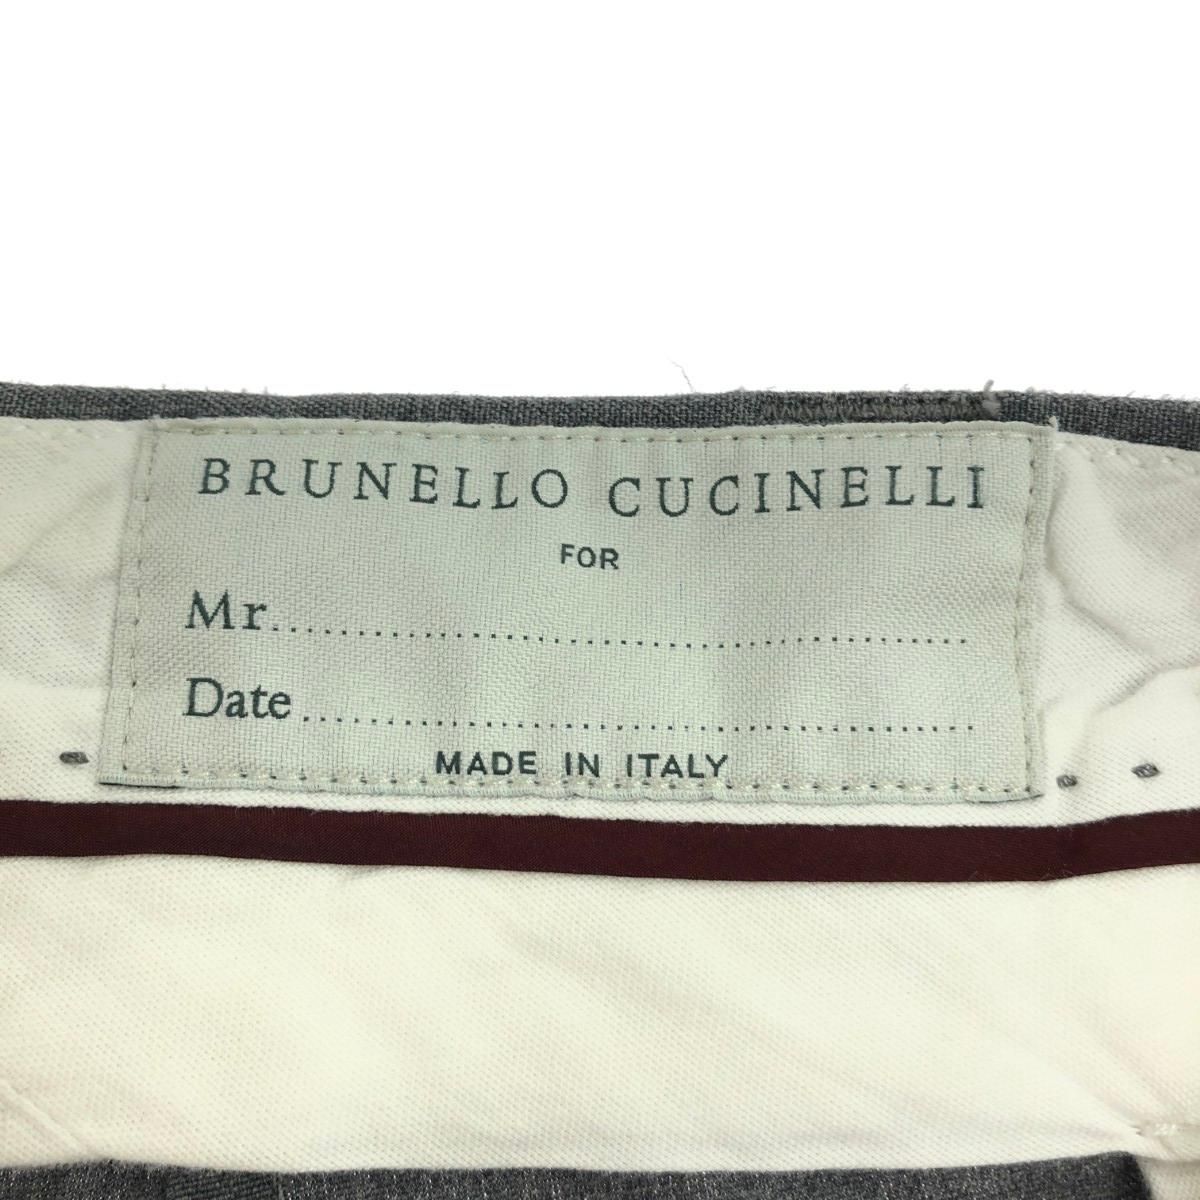 BRUNELLO CUCINELLI
FOR
Mr.......................................................
Date.....................................................
MADE IN ITALY